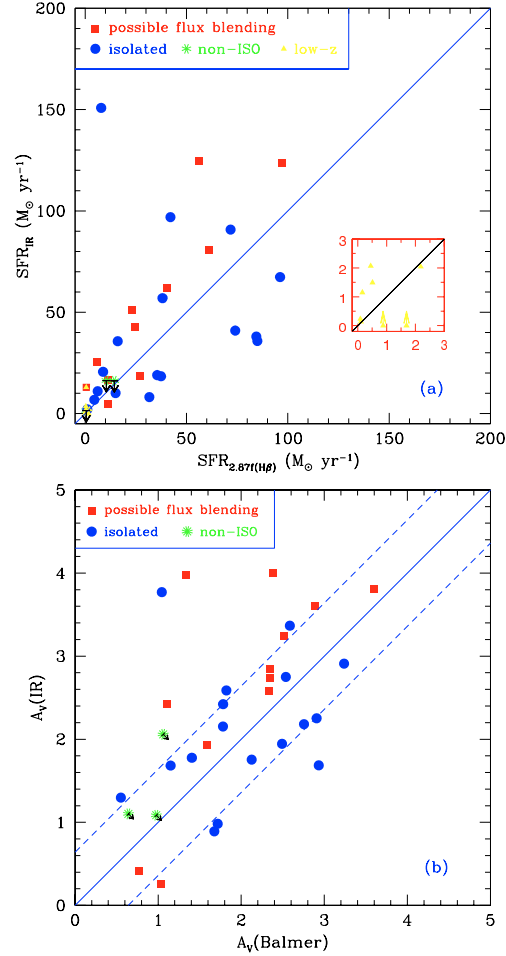 200
possible flux blending
isolated
non-ISO
low-z
150
SFR_IR (M⊙ yr⁻¹)
100
3
2
1
0
0 1 2 3
50
(a)
0
0 50 100 150 200
SFR_2.87f(Hβ) (M⊙ yr⁻¹)
5
possible flux blending
isolated
non-ISO
4
3
A_V(IR)
2
1
(b)
0
0 1 2 3 4 5
A_V(Balmer)